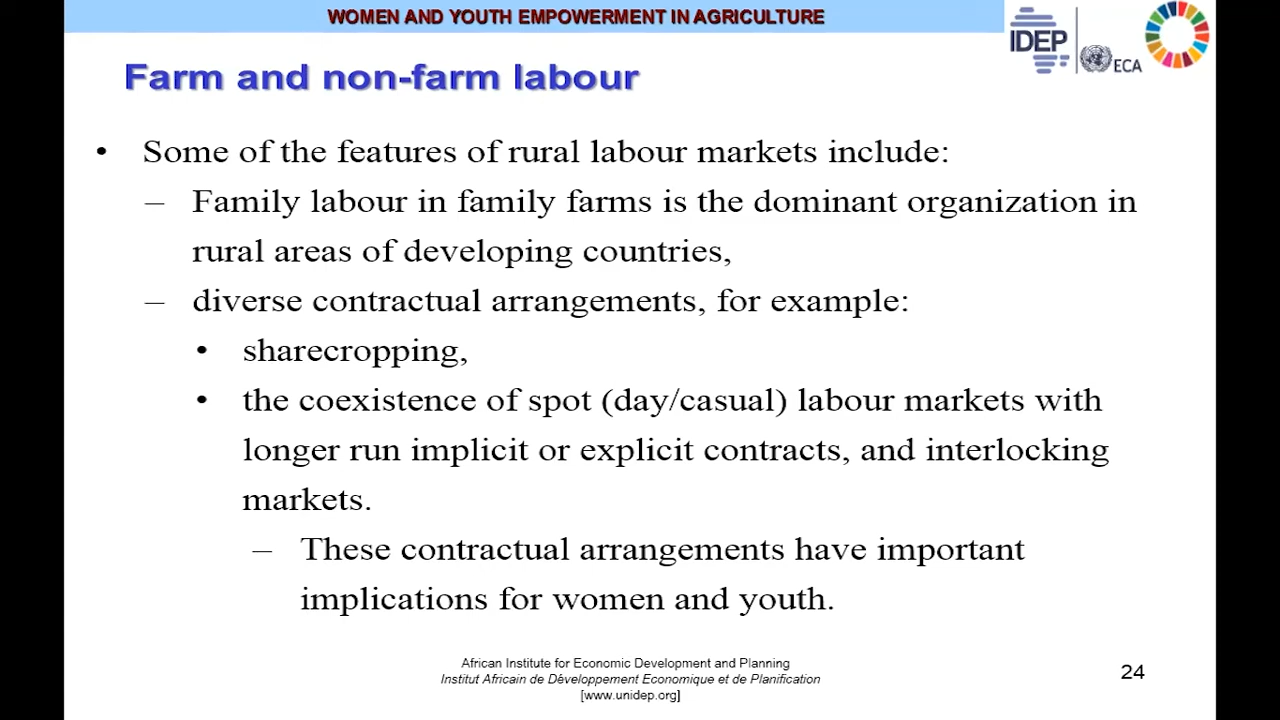 WOMEN AND YOUTH EMPOWERMENT IN AGRICULTURE
IDEP
ECA
Farm and non-farm labour
• Some of the features of rural labour markets include:
– Family labour in family farms is the dominant organization in
rural areas of developing countries,
– diverse contractual arrangements, for example:
• sharecropping,
• the coexistence of spot (day/casual) labour markets with
longer run implicit or explicit contracts, and interlocking
markets.
– These contractual arrangements have important
implications for women and youth.
African Institute for Economic Development and Planning
Institut Africain de Développement Economique et de Planification
[www.unidep.org]
24